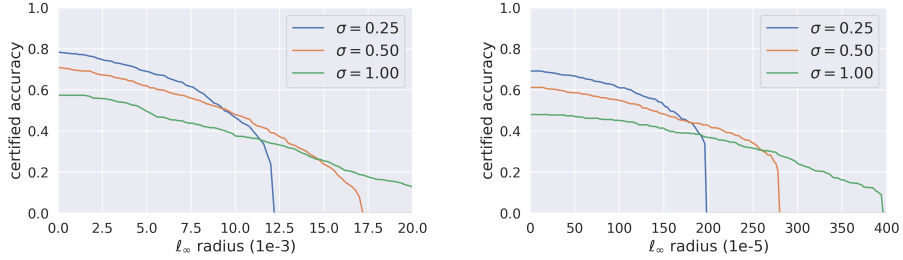 certified accuracy
1.0
0.8
0.6
0.4
0.2
0.0
σ = 0.25
σ = 0.50
σ = 1.00
0.0 2.5 5.0 7.5 10.0 12.5 15.0 17.5 20.0
ℓ∞ radius (1e-3)
certified accuracy
1.0
0.8
0.6
0.4
0.2
0.0
σ = 0.25
σ = 0.50
σ = 1.00
0 50 100 150 200 250 300 350 400
ℓ∞ radius (1e-5)